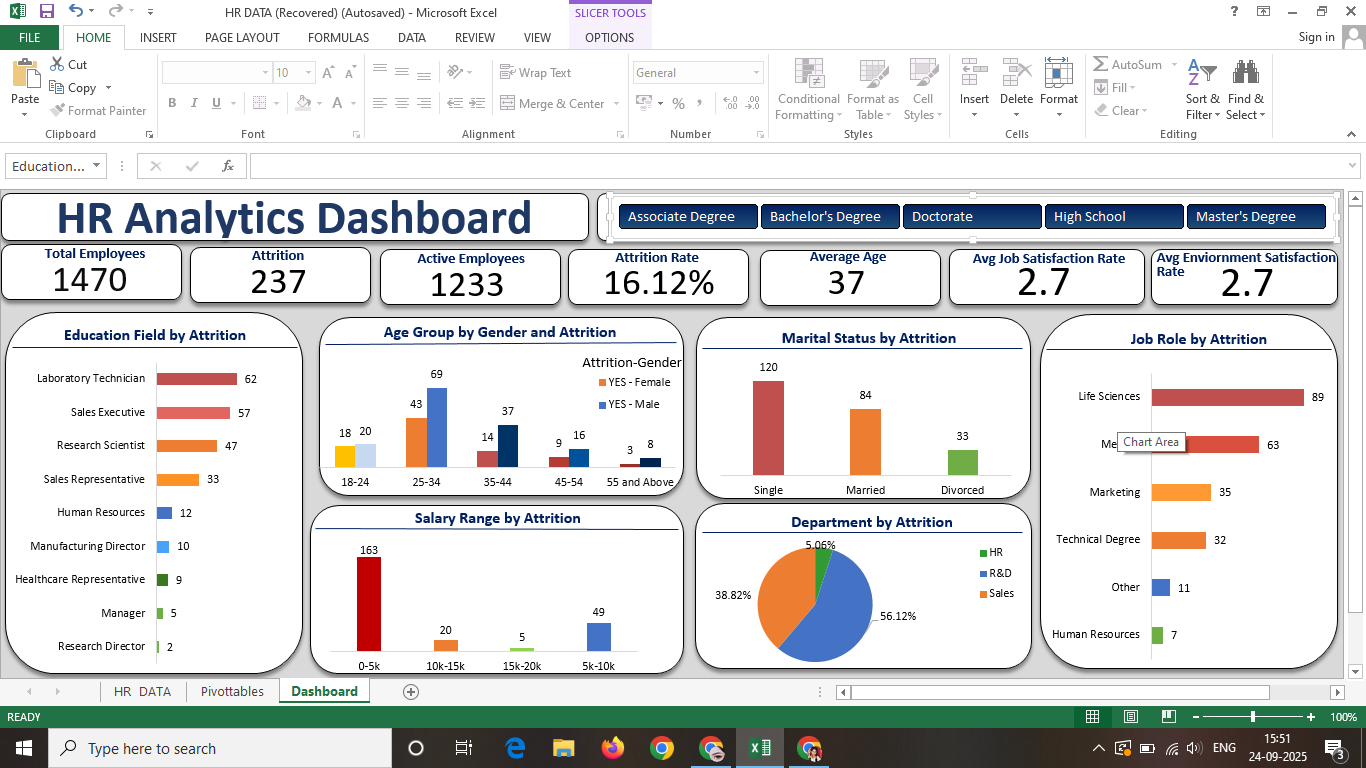 HR DATA (Recovered) (Autosaved) - Microsoft Excel
SLICER TOOLS
?
FILE HOME INSERT PAGE LAYOUT FORMULAS DATA REVIEW VIEW OPTIONS
Sign in
Paste
Cut
Copy
Format Painter
Clipboard
10
B I U
Font
Wrap Text
Merge & Center
Alignment
General
%
Number
Conditional Formatting
Format as Table
Cell Styles
Styles
Insert
Delete
Format
Cells
AutoSum
Fill
Clear
Sort & Filter
Find & Select
Editing
Education...
fx
HR Analytics Dashboard
Associate Degree
Bachelor's Degree
Doctorate
High School
Master's Degree
Total Employees
1470
Attrition
237
Active Employees
1233
Attrition Rate
16.12%
Average Age
37
Avg Job Satisfaction Rate
2.7
Avg Enviornment Satisfaction
Rate
2.7
Education Field by Attrition
Laboratory Technician 62
Sales Executive 57
Research Scientist 47
Sales Representative 33
Human Resources 12
Manufacturing Director 10
Healthcare Representative 9
Manager 5
Research Director 2
Age Group by Gender and Attrition
Attrition-Gender
YES - Female
YES - Male
18 20 43 69 14 37 9 16 3 8
18-24 25-34 35-44 45-54 55 and Above
Salary Range by Attrition
163 20 5 49
0-5k 10k-15k 15k-20k 5k-10k
Marital Status by Attrition
120 84 33
Single Married Divorced
Department by Attrition
5.06%
38.82%
56.12%
HR
R&D
Sales
Job Role by Attrition
Life Sciences 89
Me
Chart Area
63
Marketing 35
Technical Degree 32
Other 11
Human Resources 7
HR DATA Pivottables Dashboard
READY
100%
Type here to search
ENG
15:51
24-09-2025
3